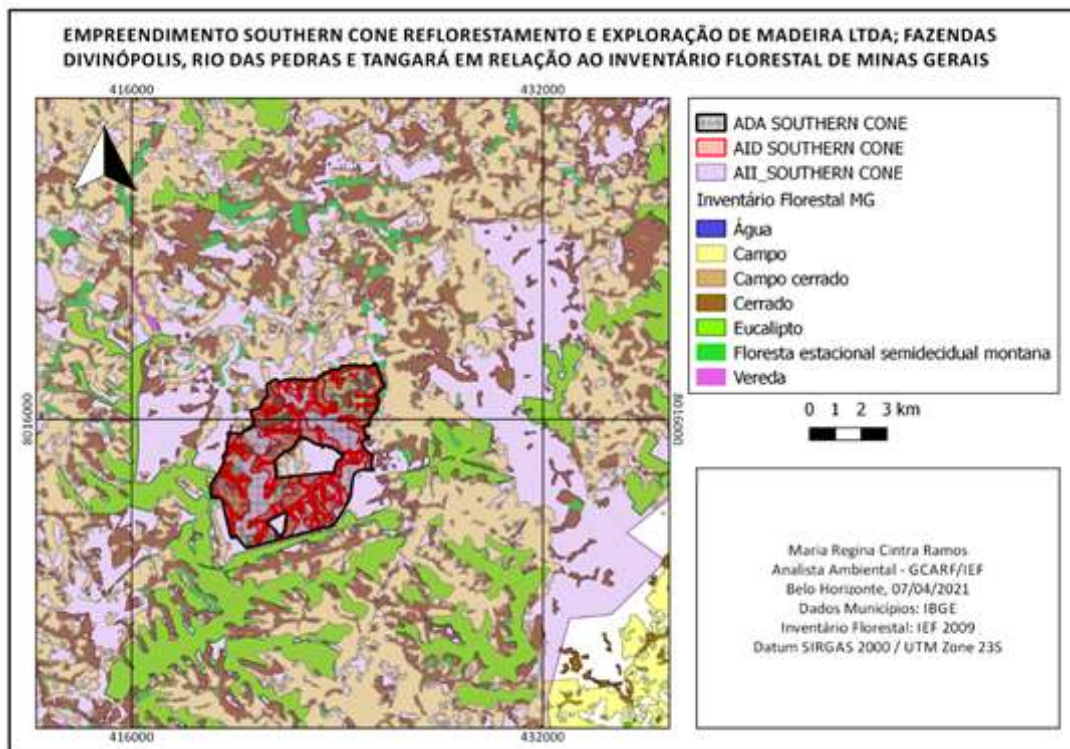 EMPREENDIMENTO SOUTHERN CONE REFLORESTAMENTO E EXPLORAÇÃO DE MADEIRA LTDA; FAZENDAS
DIVINÓPOLIS, RIO DAS PEDRAS E TANGARÁ EM RELAÇÃO AO INVENTÁRIO FLORESTAL DE MINAS GERAIS
416000
432000
8016000
8016000
416000
432000
ADA SOUTHERN CONE
AID SOUTHERN CONE
AII_SOUTHERN CONE
Inventário Florestal MG
Água
Campo
Campo cerrado
Cerrado
Eucalipto
Floresta estacional semidecidual montana
Vereda
0 1 2 3 km
Maria Regina Cintra Ramos
Analista Ambiental - GCARF/IEF
Belo Horizonte, 07/04/2021
Dados Municípios: IBGE
Inventário Florestal: IEF 2009
Datum SIRGAS 2000 / UTM Zone 23S